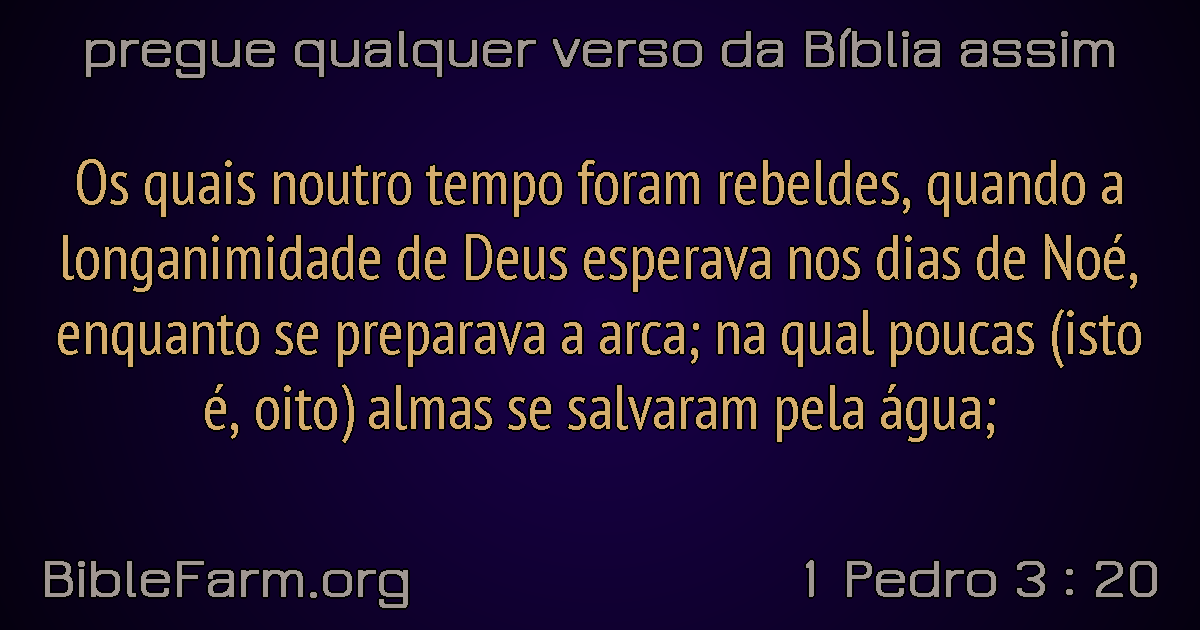 pregue qualquer verso da Bíblia assim
Os quais noutro tempo foram rebeldes, quando a
longanimidade de Deus esperava nos dias de Noé,
enquanto se preparava a arca; na qual poucas (isto
é, oito) almas se salvaram pela água;
BibleFarm.org
1 Pedro 3 : 20